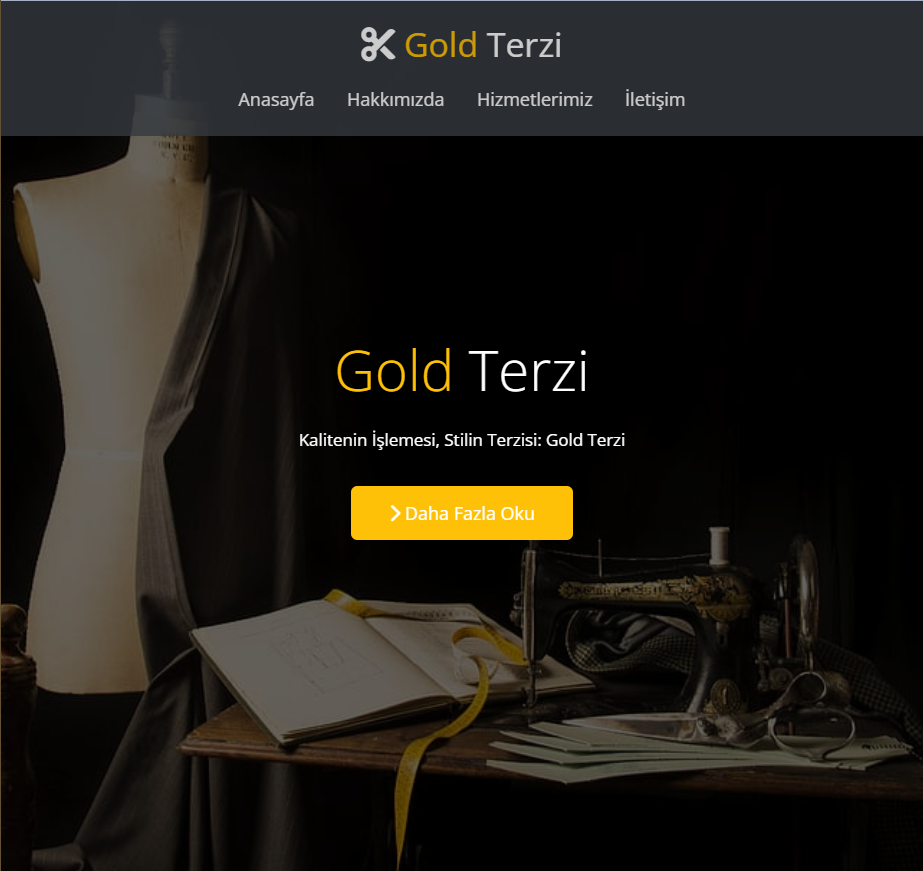 Gold Terzi
Anasayfa Hakkımızda Hizmetlerimiz İletişim
Gold Terzi
Kalitenin İşlemesi, Stilin Terzisi: Gold Terzi
Daha Fazla Oku